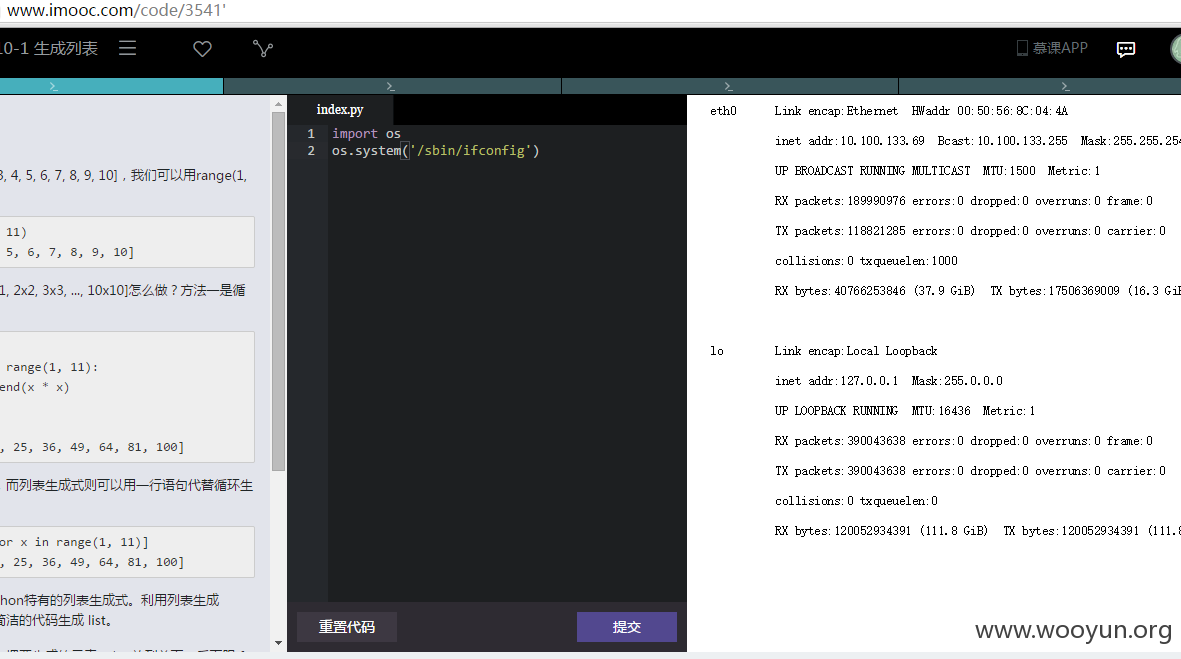 www.imooc.com/code/3541'
10-1 生成列表
慕课APP
3, 4, 5, 6, 7, 8, 9, 10]，我们可以用range(1,
11)
5, 6, 7, 8, 9, 10]
1, 2x2, 3x3, ..., 10x10]怎么做？方法一是循
range(1, 11):
end(x * x)
, 25, 36, 49, 64, 81, 100]
而列表生成式则可以用一行语句代替循环生
or x in range(1, 11)]
, 25, 36, 49, 64, 81, 100]
hon特有的列表生成式。利用列表生成
简洁的代码生成 list。
index.py
1 import os
2 os.system('/sbin/ifconfig')
重置代码
提交
eth0 Link encap:Ethernet HWaddr 00:50:56:8C:04:4A
inet addr:10.100.133.69 Bcast:10.100.133.255 Mask:255.255.254
UP BROADCAST RUNNING MULTICAST MTU:1500 Metric:1
RX packets:189990976 errors:0 dropped:0 overruns:0 frame:0
TX packets:118821285 errors:0 dropped:0 overruns:0 carrier:0
collisions:0 txqueuelen:1000
RX bytes:40766253846 (37.9 GiB) TX bytes:17506369009 (16.3 GiB
lo Link encap:Local Loopback
inet addr:127.0.0.1 Mask:255.0.0.0
UP LOOPBACK RUNNING MTU:16436 Metric:1
RX packets:390043638 errors:0 dropped:0 overruns:0 frame:0
TX packets:390043638 errors:0 dropped:0 overruns:0 carrier:0
collisions:0 txqueuelen:0
RX bytes:120052934391 (111.8 GiB) TX bytes:120052934391 (111.8
www.wooyun.org